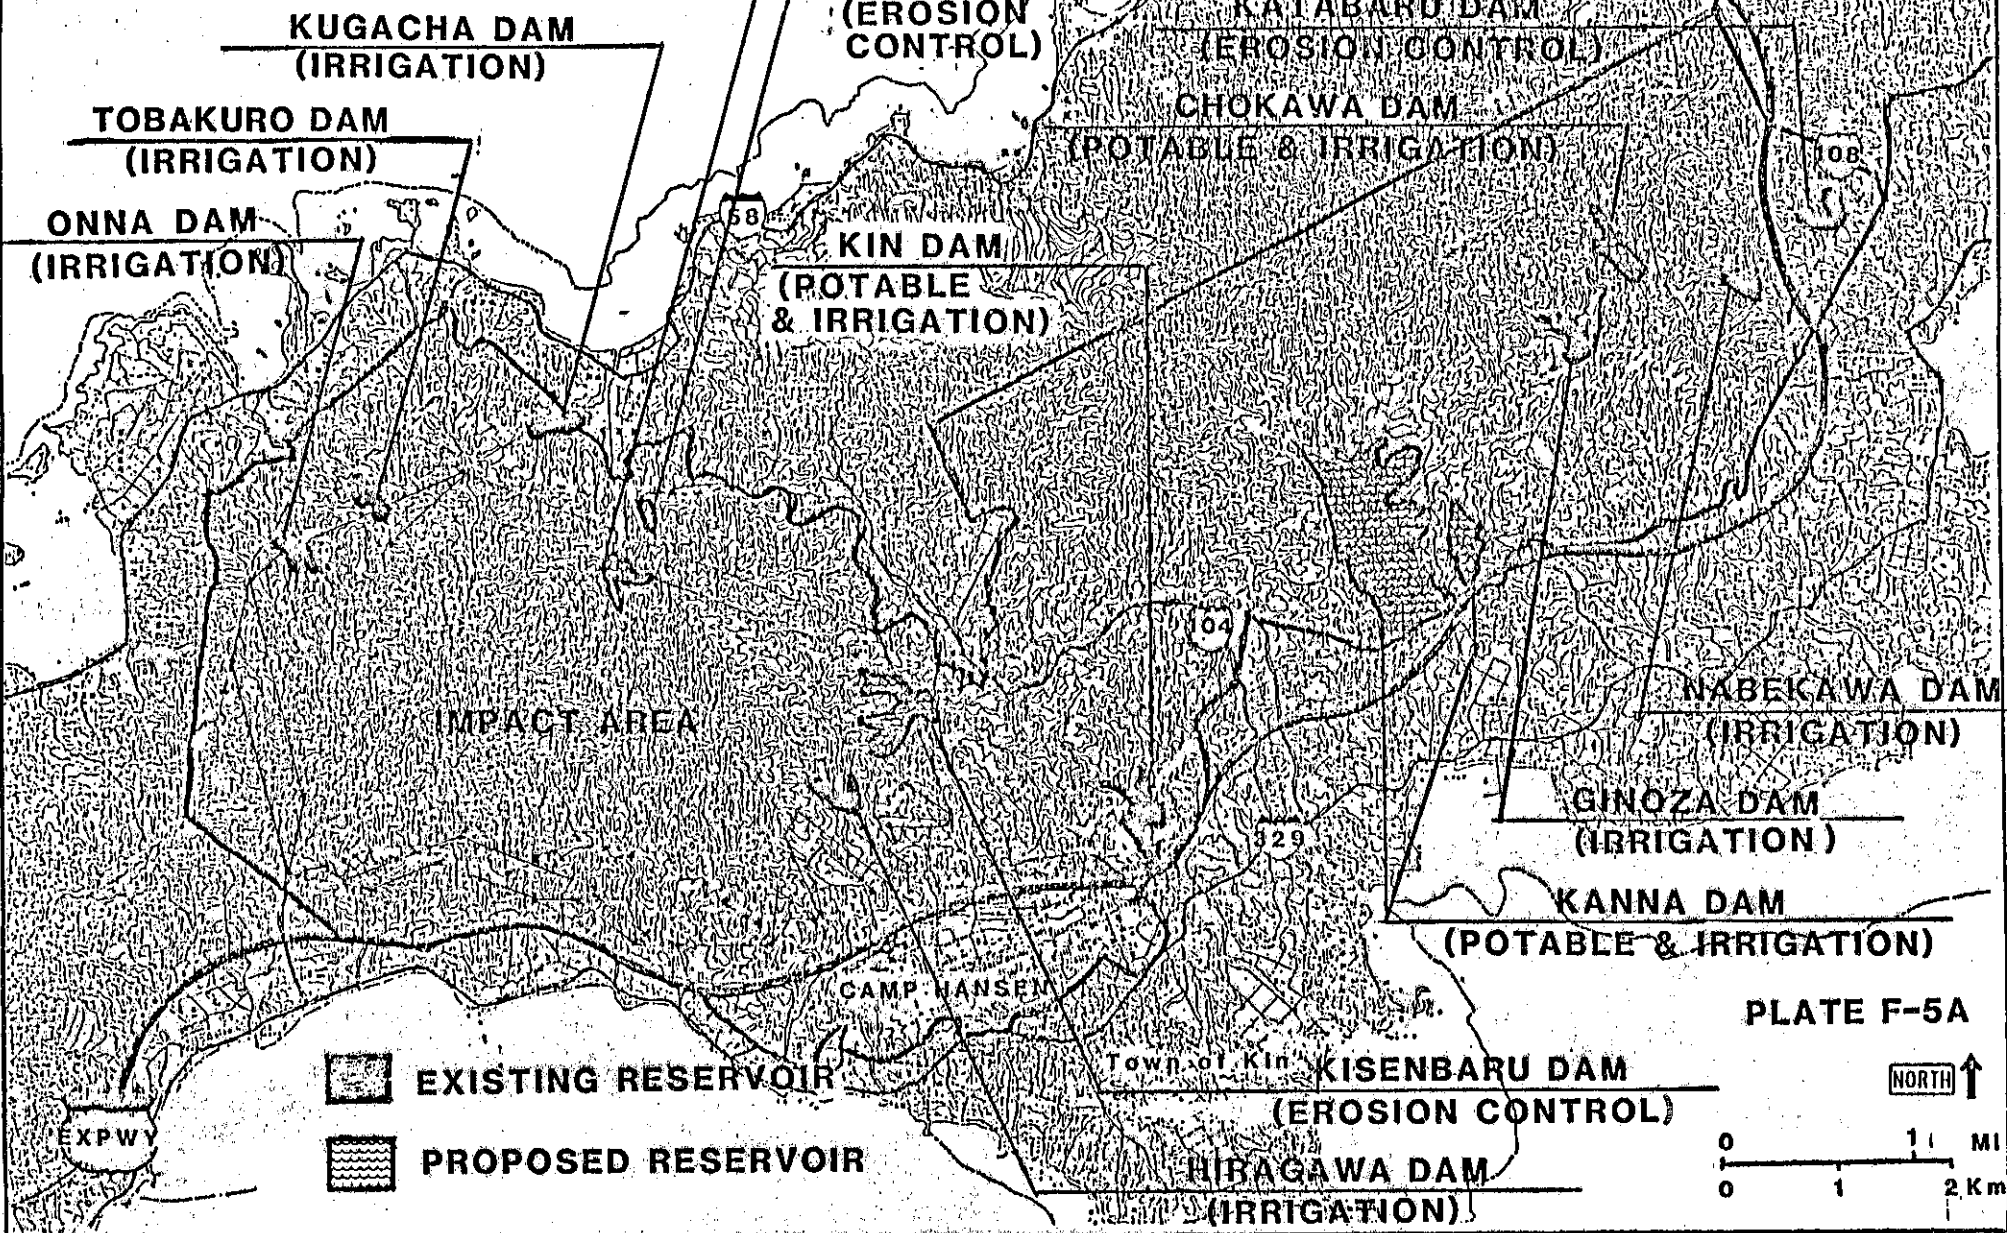 KUGACHA DAM
(IRRIGATION)
(EROSION
CONTROL)
KATABARU DAM
(EROSION CONTROL)
TOBAKURO DAM
(IRRIGATION)
CHOKAWA DAM
(POTABLE & IRRIGATION)
108
ONNA DAM
(IRRIGATION)
58
KIN DAM
(POTABLE
& IRRIGATION)
104
IMPACT AREA
NABEKAWA DAM
(IRRIGATION)
GINOZA DAM
(IRRIGATION)
329
KANNA DAM
(POTABLE & IRRIGATION)
CAMP HANSEN
PLATE F-5A
EXISTING RESERVOIR
Town of Kin
KISENBARU DAM
(EROSION CONTROL)
NORTH
EXPWY
PROPOSED RESERVOIR
HIRAGAWA DAM
(IRRIGATION)
0 1 MI
0 1 2 Km